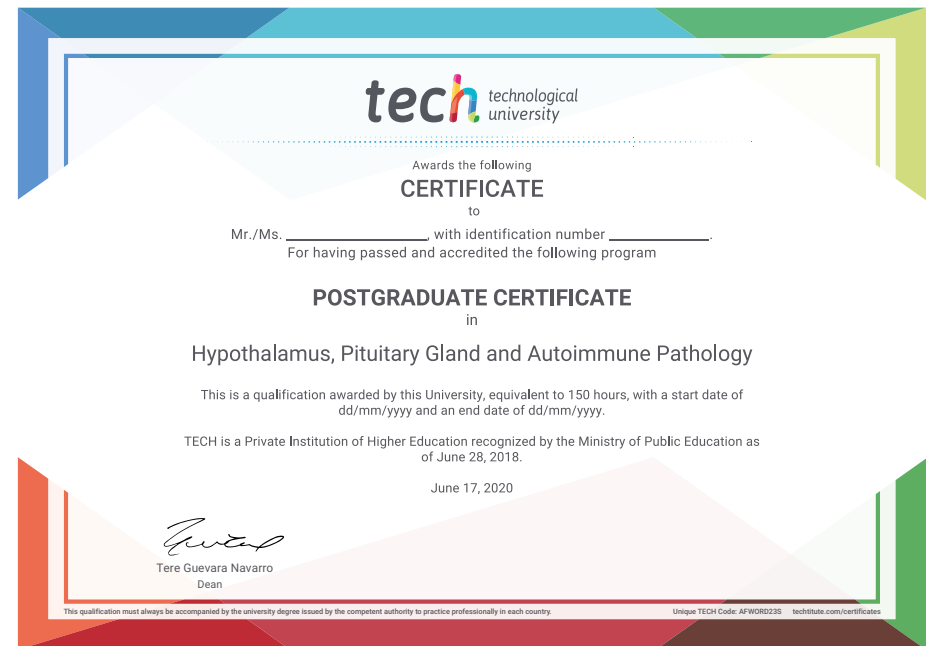 tech technological
university
Awards the following
CERTIFICATE
to
Mr./Ms. ____________________, with identification number ______________.
For having passed and accredited the following program
POSTGRADUATE CERTIFICATE
in
Hypothalamus, Pituitary Gland and Autoimmune Pathology
This is a qualification awarded by this University, equivalent to 150 hours, with a start date of
dd/mm/yyyy and an end date of dd/mm/yyyy.
TECH is a Private Institution of Higher Education recognized by the Ministry of Public Education as
of June 28, 2018.
June 17, 2020
Tere Guevara Navarro
Dean
This qualification must always be accompanied by the university degree issued by the competent authority to practice professionally in each country.
Unique TECH Code: AFWORD23S techtitute.com/certificates